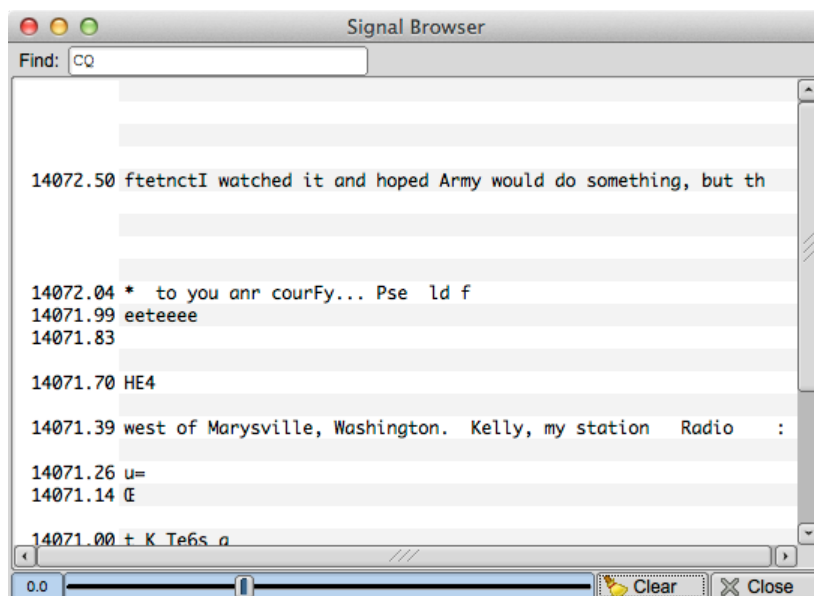 Signal Browser
Find: CQ
14072.50 ftetnctI watched it and hoped Army would do something, but th
14072.04 *  to you anr courFy... Pse  ld f
14071.99 eeteeee
14071.83
14071.70 HE4
14071.39 west of Marysville, Washington.  Kelly, my station   Radio    :
14071.26 u=
14071.14 Œ
14071.00 t K Te6s a
0.0 Clear Close